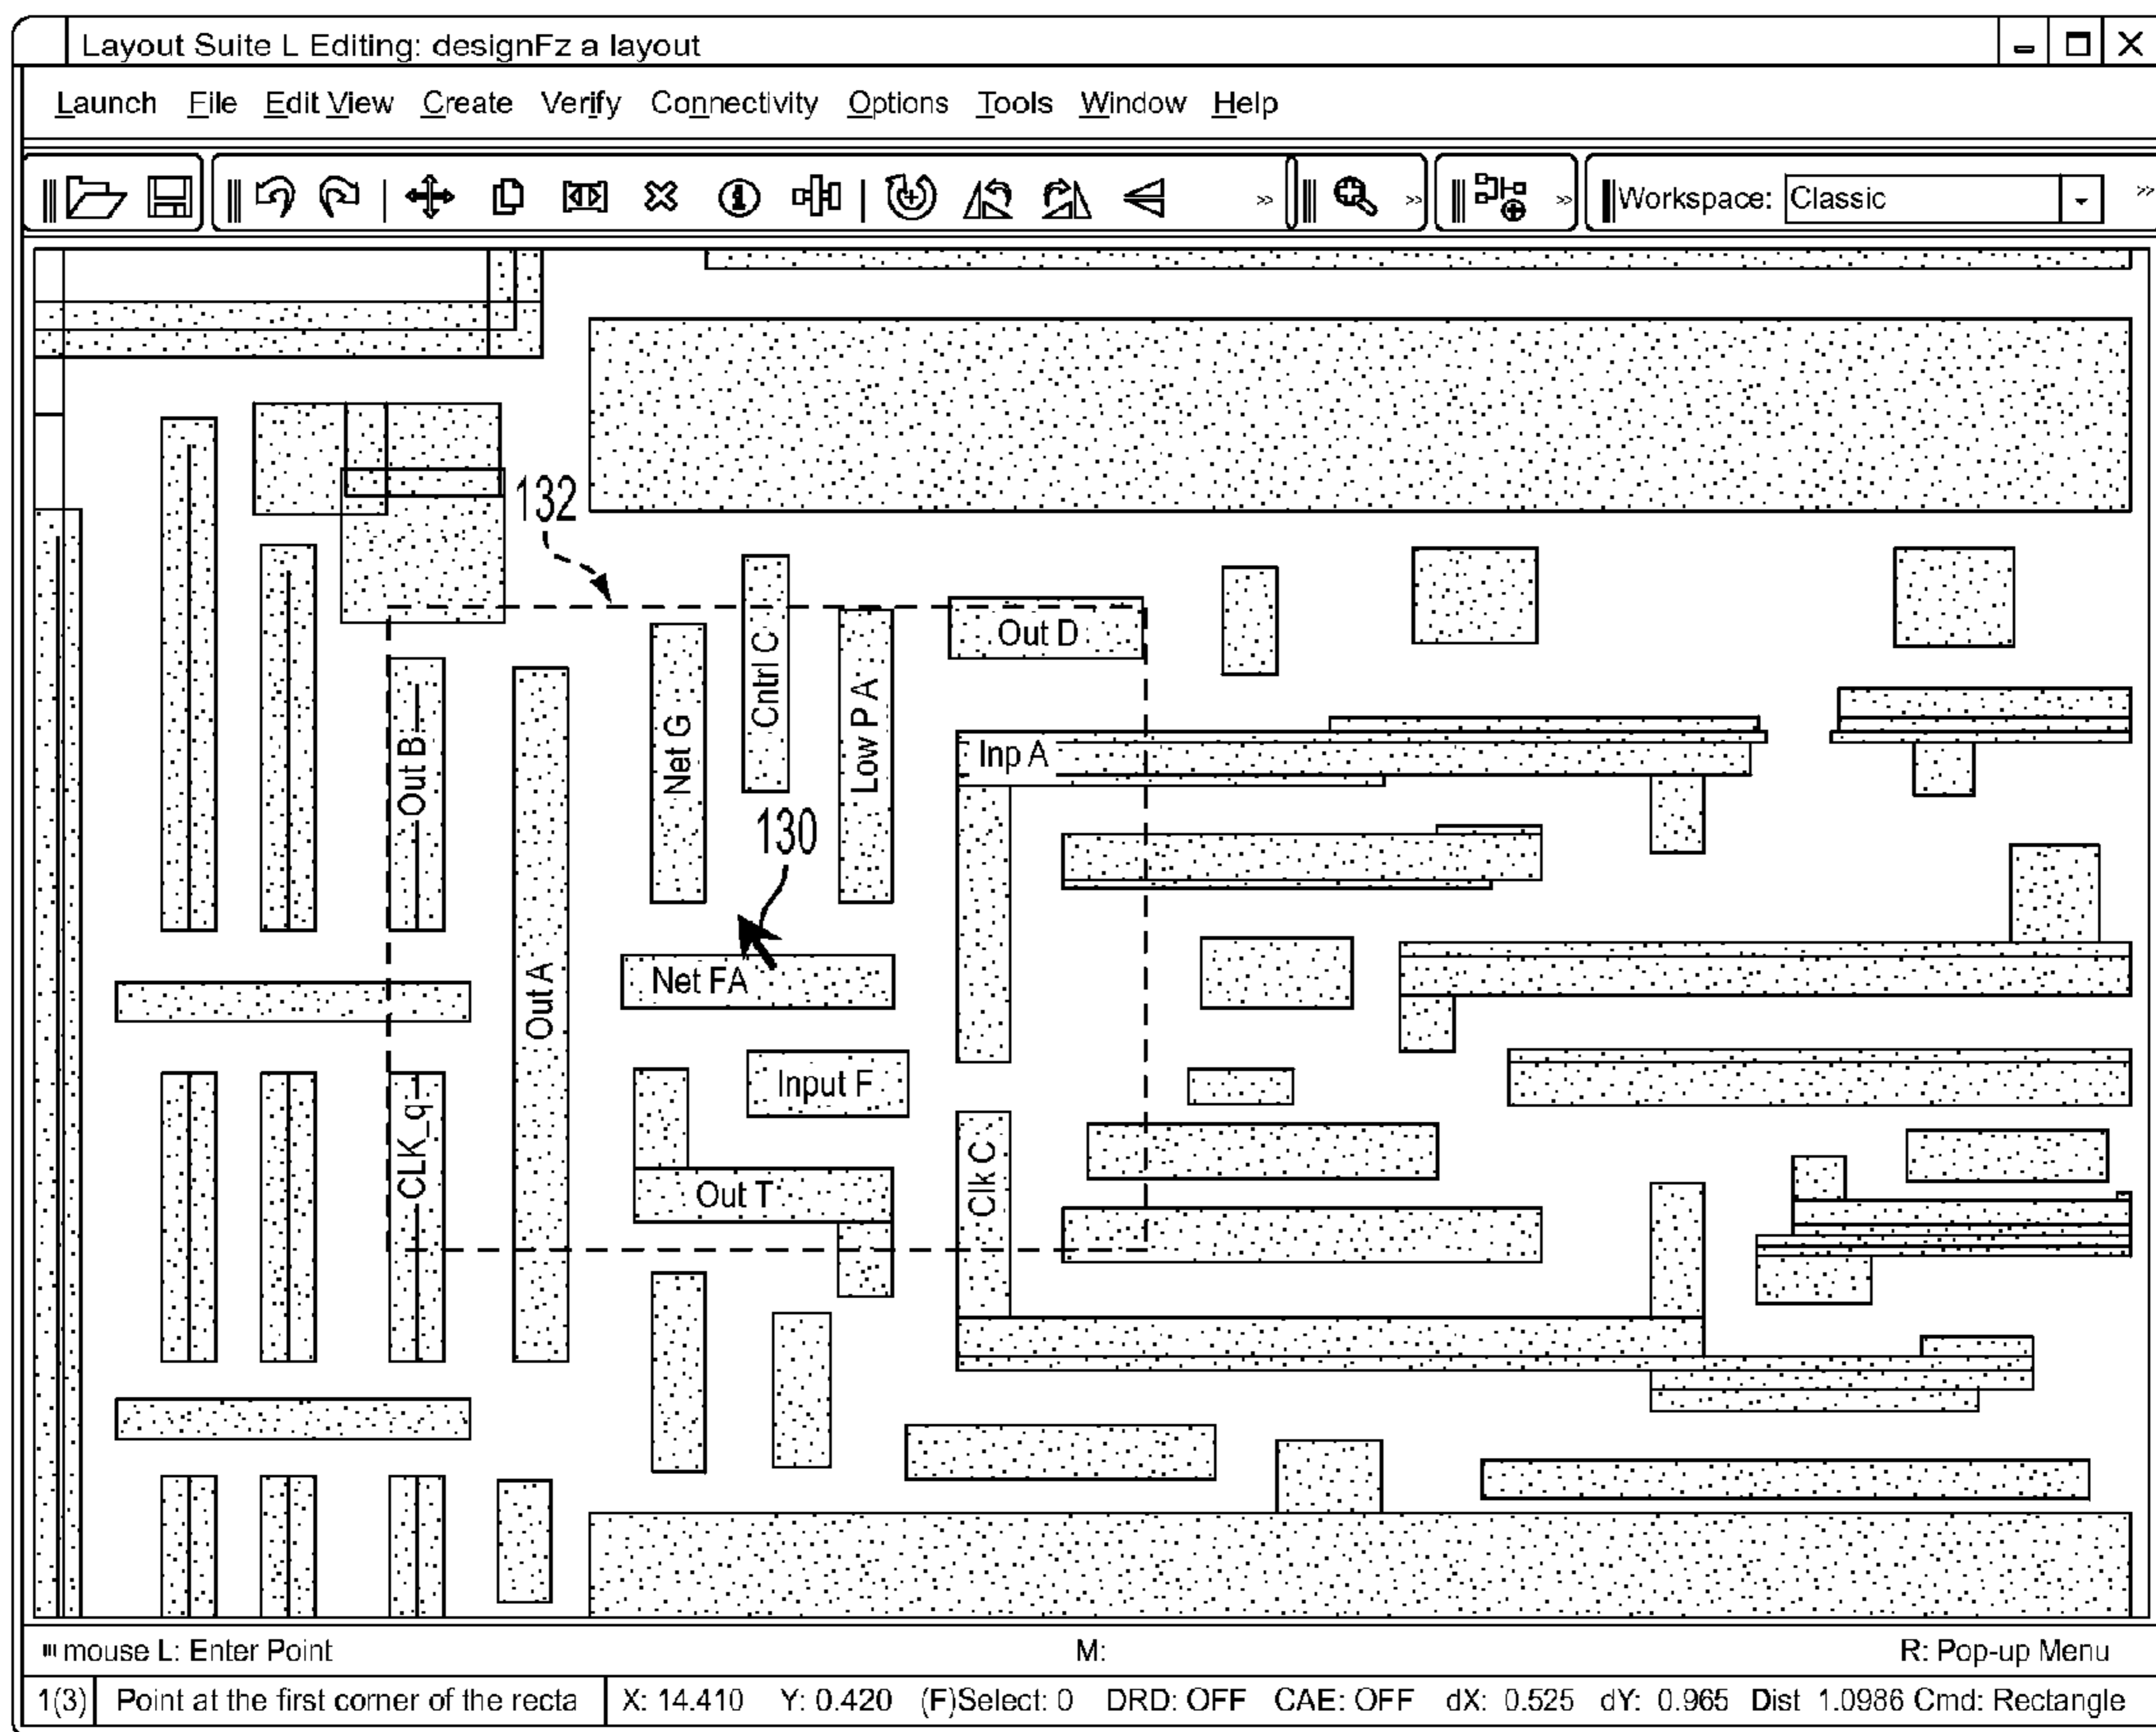 Layout Suite L Editing: designFz a layout
Launch File Edit View Create Verify Connectivity Options Tools Window Help
Workspace: Classic
132
Out D
Cntrl C
Net G
Low P A
Out B
Inp A
130
Out A
Net FA
Input F
CLK_q
Clk C
Out T
mouse L: Enter Point M: R: Pop-up Menu
1(3) Point at the first corner of the recta X: 14.410 Y: 0.420 (F)Select: 0 DRD: OFF CAE: OFF dX: 0.525 dY: 0.965 Dist 1.0986 Cmd: Rectangle